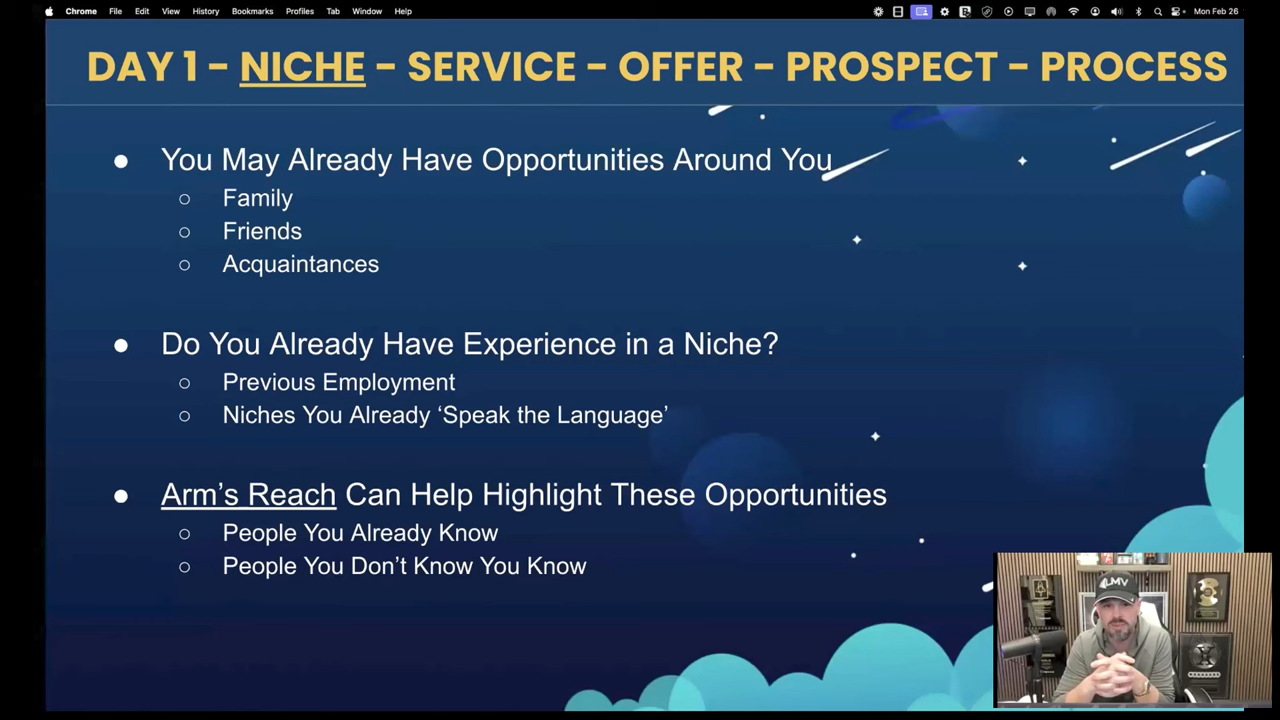 Chrome File Edit View History Bookmarks Profiles Tab Window Help Mon Feb 26
DAY 1 – NICHE – SERVICE – OFFER – PROSPECT – PROCESS
● You May Already Have Opportunities Around You
○ Family
○ Friends
○ Acquaintances
● Do You Already Have Experience in a Niche?
○ Previous Employment
○ Niches You Already ‘Speak the Language’
● Arm’s Reach Can Help Highlight These Opportunities
○ People You Already Know
○ People You Don’t Know You Know
LMV